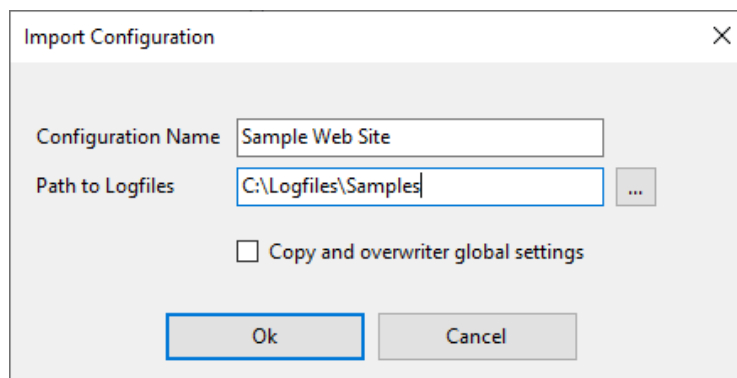 Import Configuration
Configuration Name Sample Web Site
Path to Logfiles C:\Logfiles\Samples ...
Copy and overwriter global settings
Ok Cancel